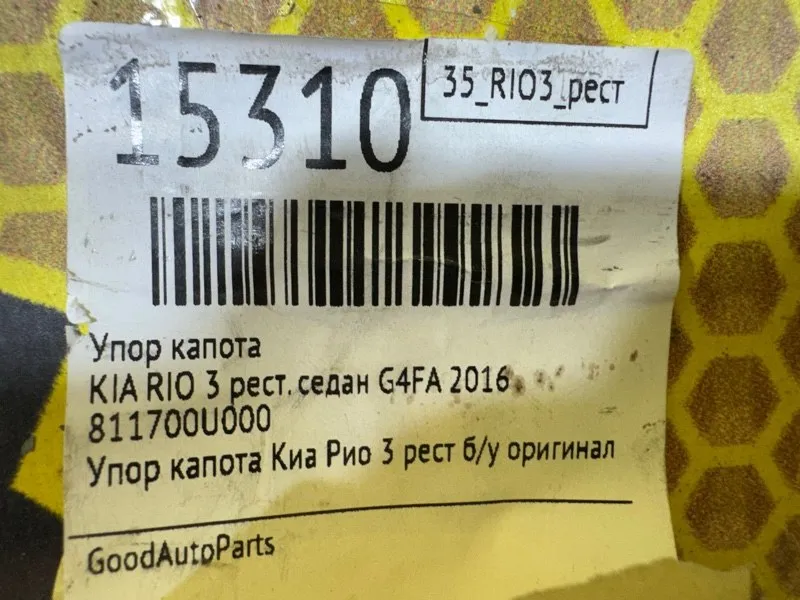 15310
35_RIO3_рест
Упор капота
KIA RIO 3 рест. седан G4FA 2016
811700U000
Упор капота Киа Рио 3 рест б/у оригинал
GoodAutoParts